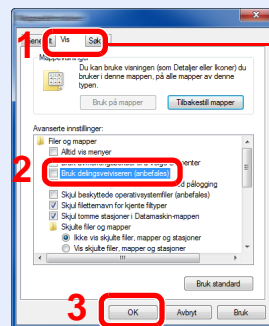 1
Vis
Søk
Du kan bruke visningen (som Detaljer eller Ikoner) du
bruker i denne mappen, på alle mapper av denne
typen.
Bruk på mapper
Tilbakestill mapper
Avanserte innstillinger:
Filer og mapper
Alltid vis menyer
2
Bruk delingsveiviseren (anbefales)
pålogging
Skjul beskyttede operativsystemfiler (anbefales)
Skjul filetternavn for kjente filtyper
Skjul tomme stasjoner i Datamaskin-mappen
Skjulte filer og mapper
Ikke vis skjulte filer, mapper og stasjoner
Vis skjulte filer, mapper og stasjoner
Bruk standard
3
OK
Avbryt
Bruk